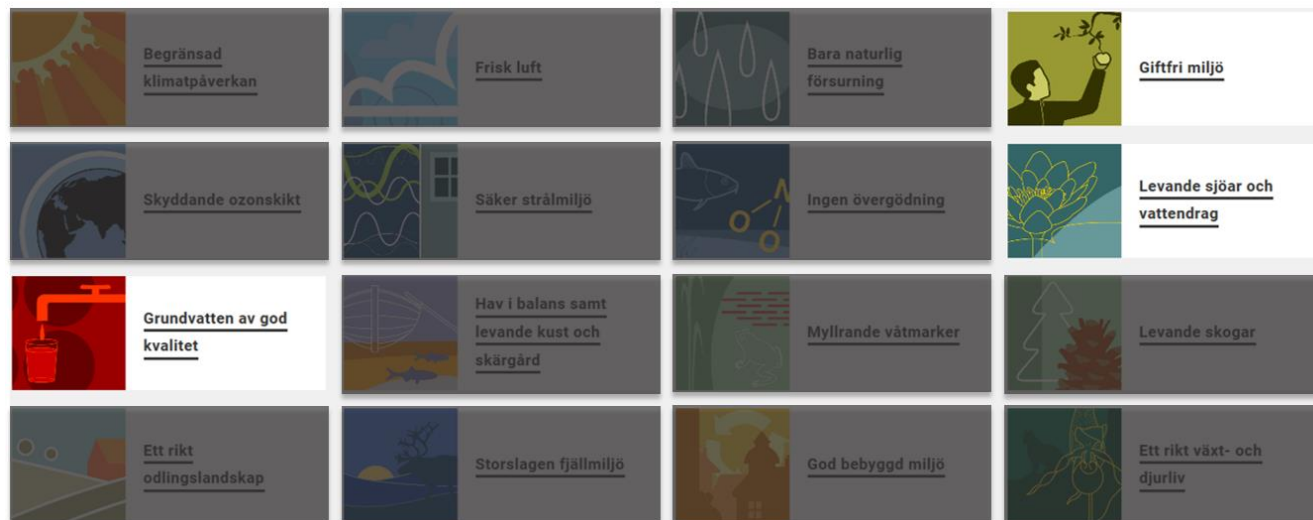 Begränsad
klimatpåverkan
Frisk luft
Bara naturlig
försurning
Giftfri miljö
Skyddande ozonskikt
Säker strålmiljö
Ingen övergödning
Levande sjöar och
vattendrag
Grundvatten av god
kvalitet
Hav i balans samt
levande kust och
skärgård
Myllrande våtmarker
Levande skogar
Ett rikt
odlingslandskap
Storslagen fjällmiljö
God bebyggd miljö
Ett rikt växt- och
djurliv